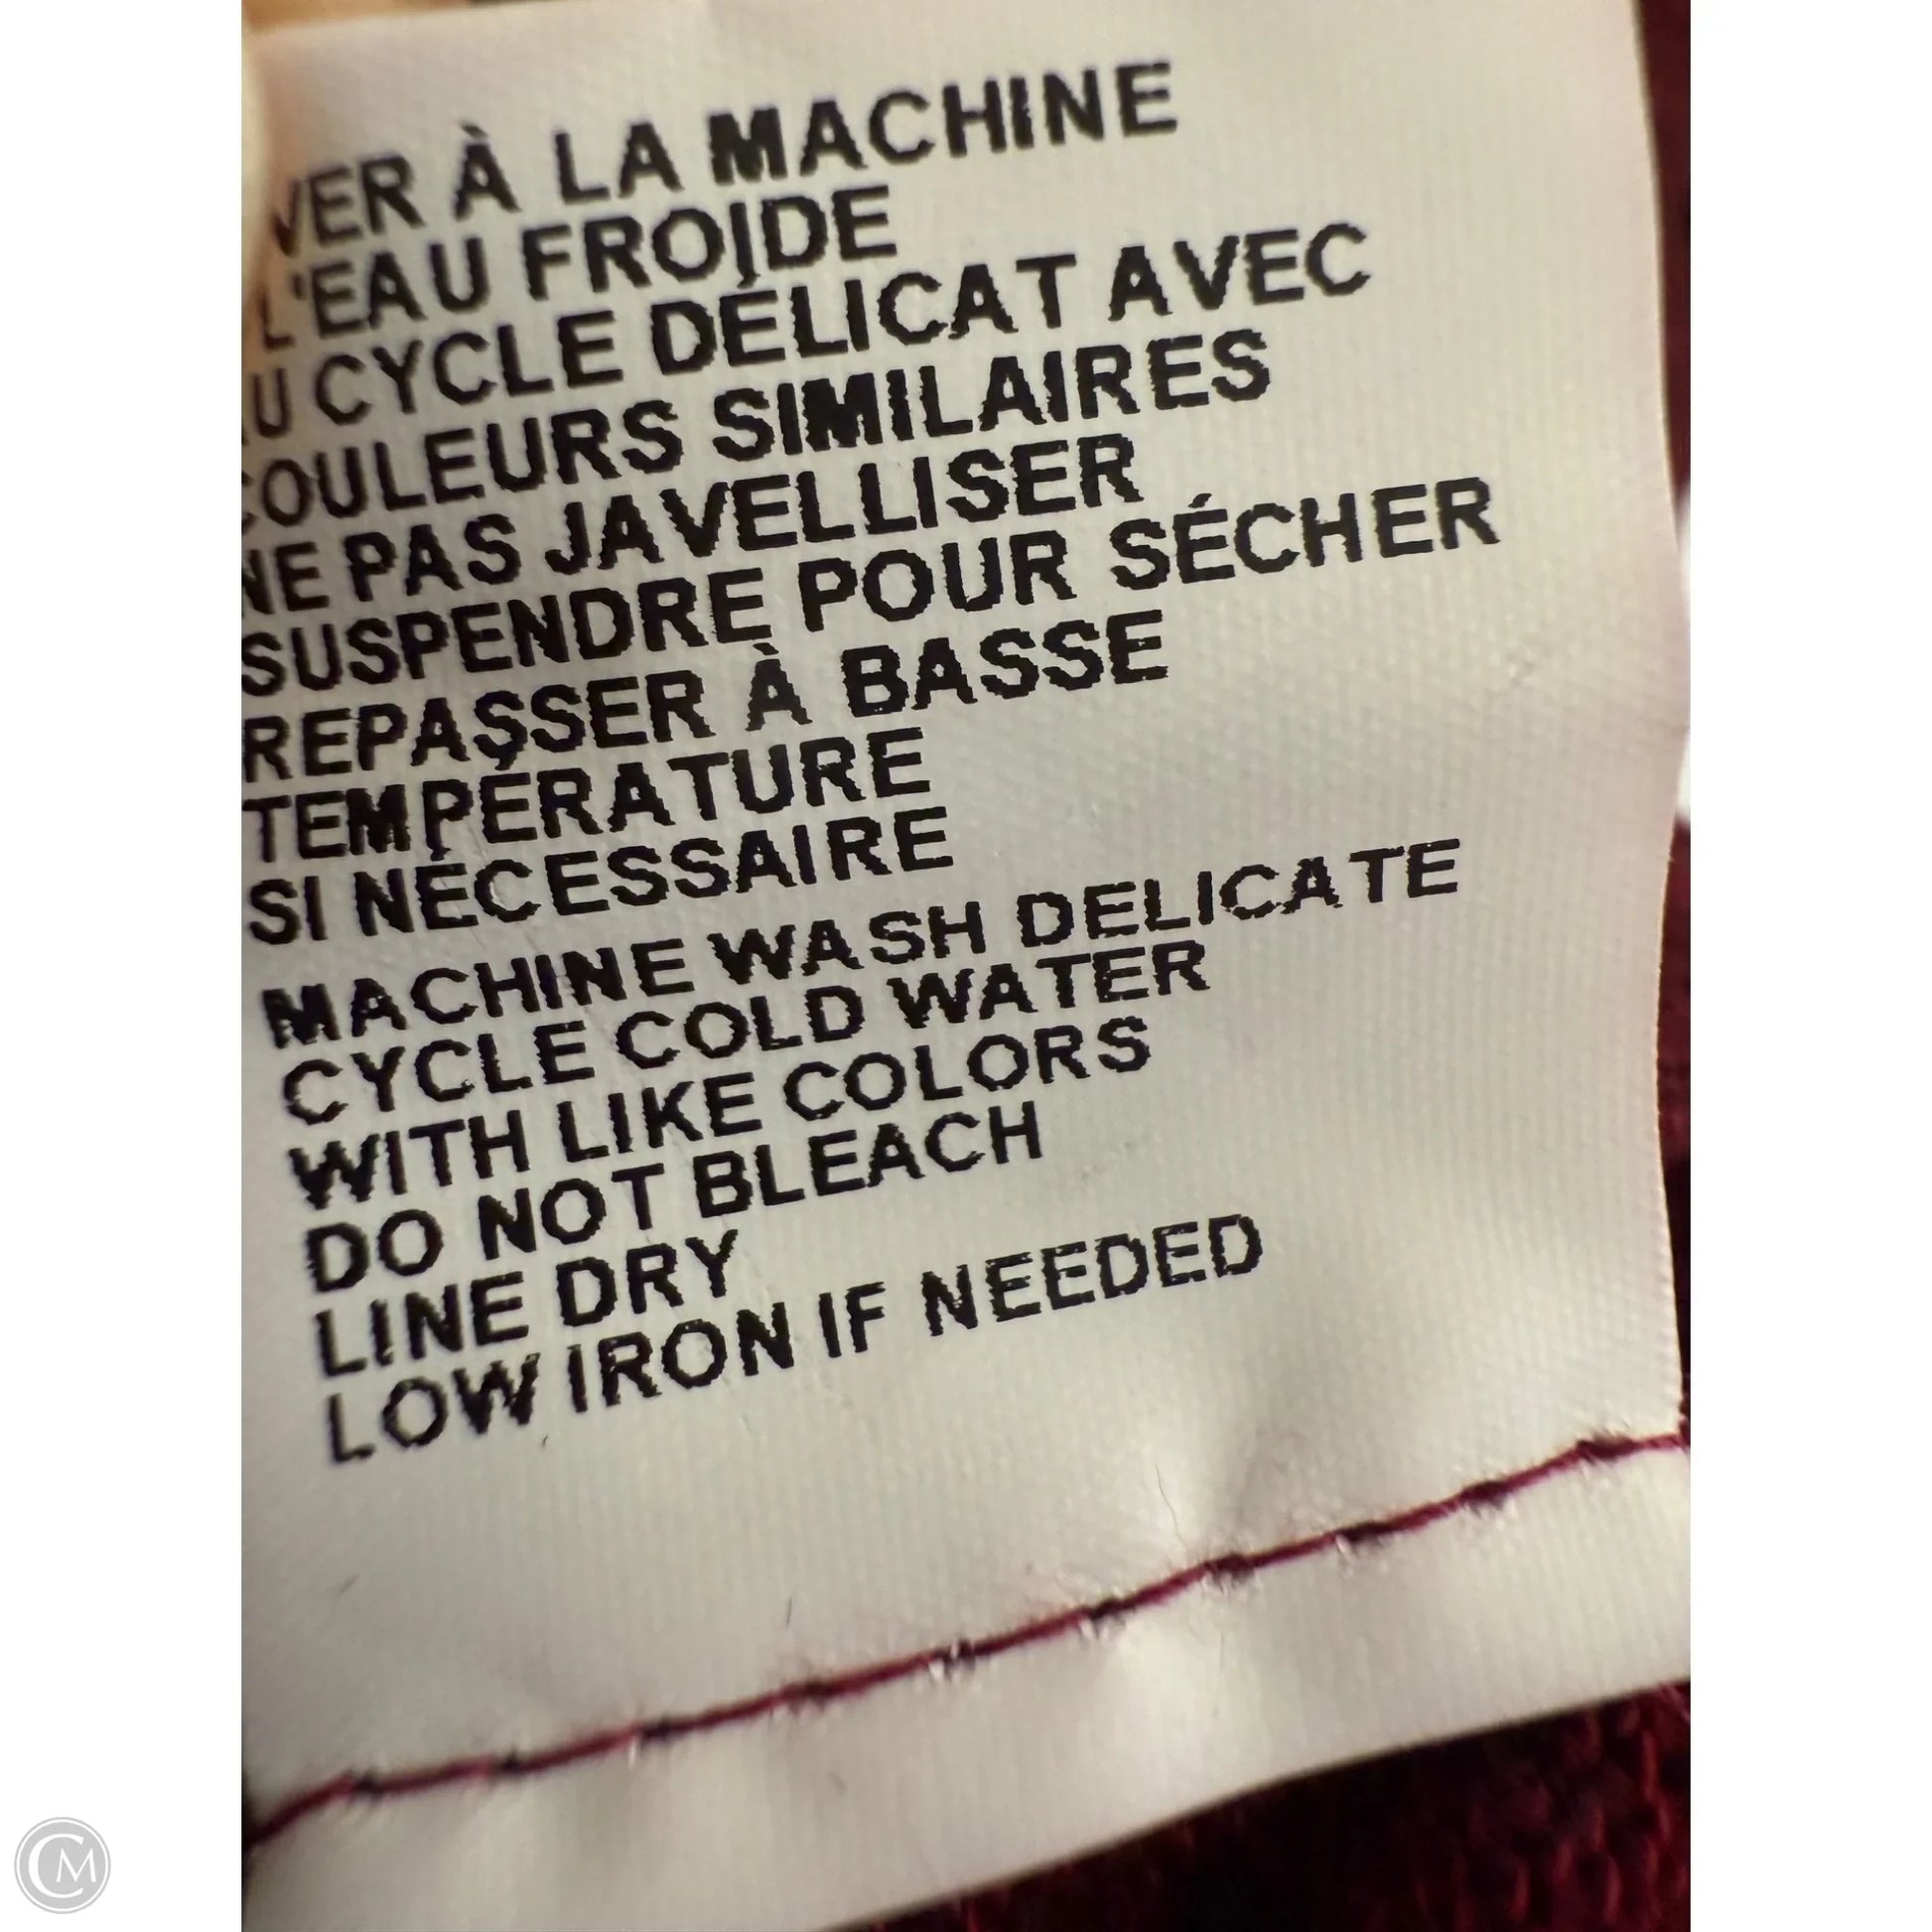 VER À LA MACHINE
L'EAU FROIDE
U CYCLE DÉLICAT AVEC
COULEURS SIMILAIRES
NE PAS JAVELLISER
SUSPENDRE POUR SÉCHER
REPASSER À BASSE
TEMPÉRATURE
SI NÉCESSAIRE
MACHINE WASH DELICATE
CYCLE COLD WATER
WITH LIKE COLORS
DO NOT BLEACH
LINE DRY
LOW IRON IF NEEDED
CM